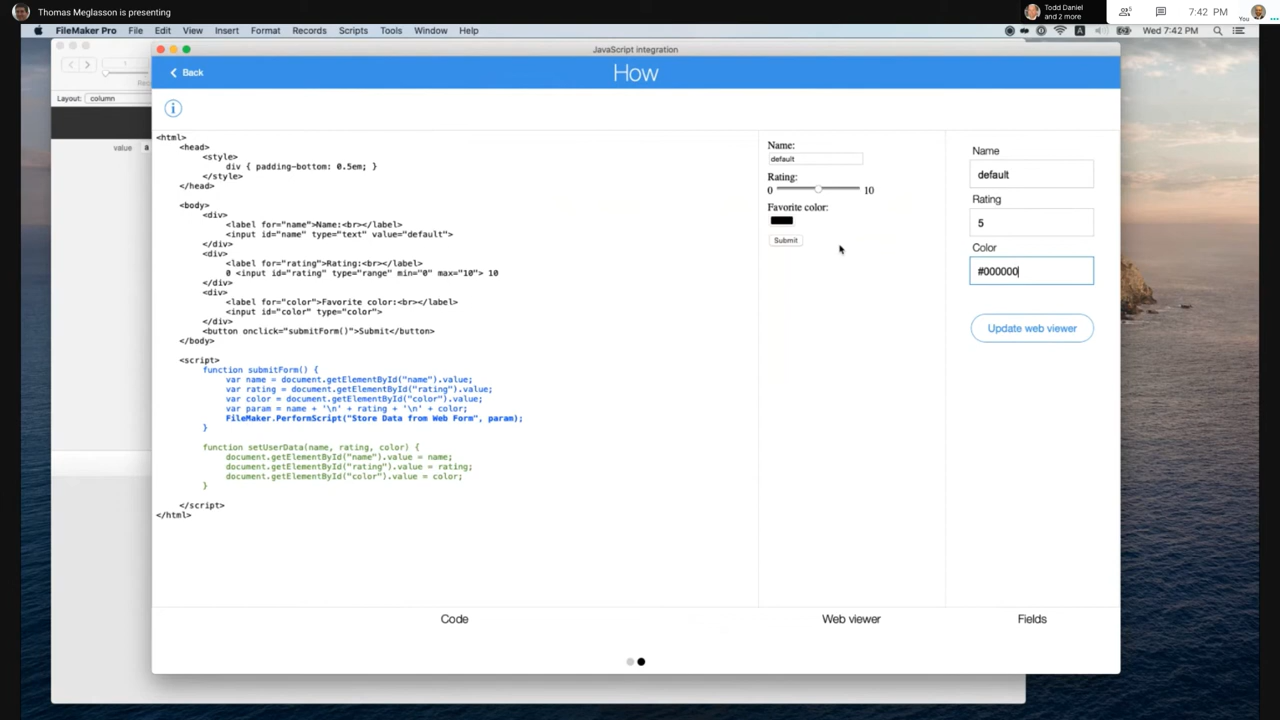 Thomas Meglasson is presenting
Todd Daniel
and 2 more
7:42 PM
You
FileMaker Pro File Edit View Insert Format Records Scripts Tools Window Help
Wed 7:42 PM
JavaScript integration
Back
How
Layout: column
value a
<html>
<head>
<style>
div { padding-bottom: 0.5em; }
</style>
</head>
<body>
<div>
<label for="name">Name:<br></label>
<input id="name" type="text" value="default">
</div>
<div>
<label for="rating">Rating:<br></label>
0 <input id="rating" type="range" min="0" max="10"> 10
</div>
<div>
<label for="color">Favorite color:<br></label>
<input id="color" type="color">
</div>
<button onclick="submitForm()">Submit</button>
</body>
<script>
function submitForm() {
var name = document.getElementById("name").value;
var rating = document.getElementById("rating").value;
var color = document.getElementById("color").value;
var param = name + '\n' + rating + '\n' + color;
FileMaker.PerformScript("Store Data from Web Form", param);
}
function setUserData(name, rating, color) {
document.getElementById("name").value = name;
document.getElementById("rating").value = rating;
document.getElementById("color").value = color;
}
</script>
</html>
Name:
default
Rating:
0 10
Favorite color:
Submit
Name
default
Rating
5
Color
#000000
Update web viewer
Code
Web viewer
Fields